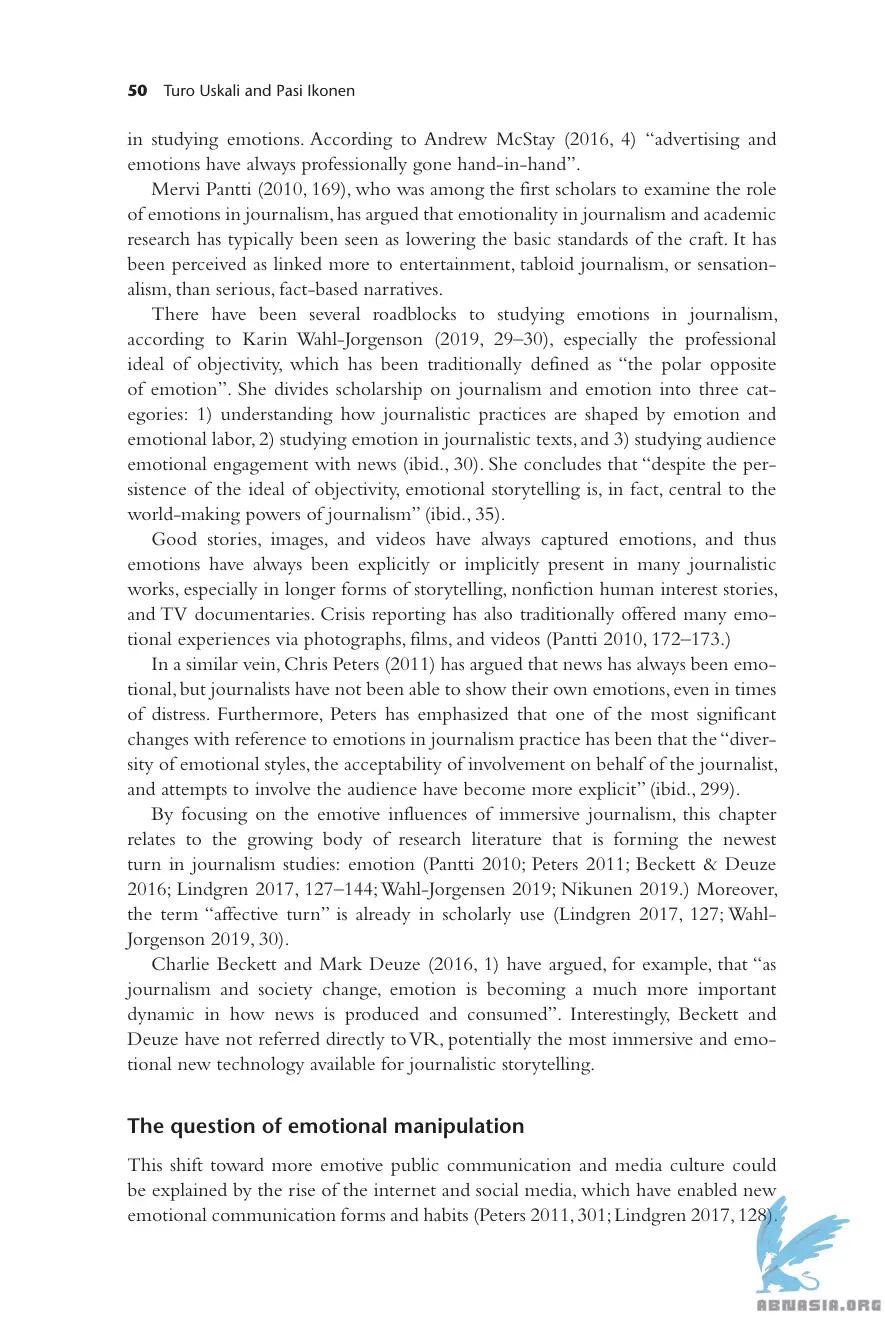 50 Turo Uskali and Pasi Ikonen
in studying emotions. According to Andrew McStay (2016, 4) “advertising and
emotions have always professionally gone hand-in-hand”.
Mervi Pantti (2010, 169), who was among the first scholars to examine the role
of emotions in journalism, has argued that emotionality in journalism and academic
research has typically been seen as lowering the basic standards of the craft. It has
been perceived as linked more to entertainment, tabloid journalism, or sensation-
alism, than serious, fact-based narratives.
There have been several roadblocks to studying emotions in journalism,
according to Karin Wahl-Jorgenson (2019, 29–30), especially the professional
ideal of objectivity, which has been traditionally defined as “the polar opposite
of emotion”. She divides scholarship on journalism and emotion into three cat-
egories: 1) understanding how journalistic practices are shaped by emotion and
emotional labor, 2) studying emotion in journalistic texts, and 3) studying audience
emotional engagement with news (ibid., 30). She concludes that “despite the per-
sistence of the ideal of objectivity, emotional storytelling is, in fact, central to the
world-making powers of journalism” (ibid., 35).
Good stories, images, and videos have always captured emotions, and thus
emotions have always been explicitly or implicitly present in many journalistic
works, especially in longer forms of storytelling, nonfiction human interest stories,
and TV documentaries. Crisis reporting has also traditionally offered many emo-
tional experiences via photographs, films, and videos (Pantti 2010, 172–173.)
In a similar vein, Chris Peters (2011) has argued that news has always been emo-
tional, but journalists have not been able to show their own emotions, even in times
of distress. Furthermore, Peters has emphasized that one of the most significant
changes with reference to emotions in journalism practice has been that the “diver-
sity of emotional styles, the acceptability of involvement on behalf of the journalist,
and attempts to involve the audience have become more explicit” (ibid., 299).
By focusing on the emotive influences of immersive journalism, this chapter
relates to the growing body of research literature that is forming the newest
turn in journalism studies: emotion (Pantti 2010; Peters 2011; Beckett & Deuze
2016; Lindgren 2017, 127–144; Wahl-Jorgensen 2019; Nikunen 2019.) Moreover,
the term “affective turn” is already in scholarly use (Lindgren 2017, 127; Wahl-
Jorgenson 2019, 30).
Charlie Beckett and Mark Deuze (2016, 1) have argued, for example, that “as
journalism and society change, emotion is becoming a much more important
dynamic in how news is produced and consumed”. Interestingly, Beckett and
Deuze have not referred directly to VR, potentially the most immersive and emo-
tional new technology available for journalistic storytelling.
The question of emotional manipulation
This shift toward more emotive public communication and media culture could
be explained by the rise of the internet and social media, which have enabled new
emotional communication forms and habits (Peters 2011, 301; Lindgren 2017, 128).
ABNASIA.ORG